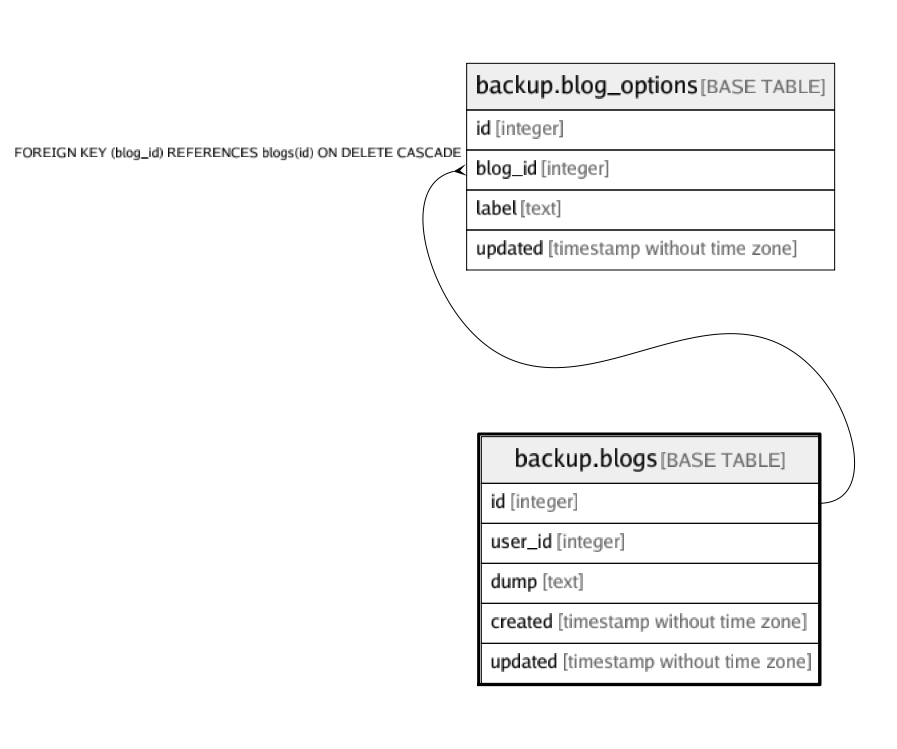 backup.blog_options [BASE TABLE]
id [integer]
FOREIGN KEY (blog_id) REFERENCES blogs(id) ON DELETE CASCADE
blog_id [integer]
label [text]
updated [timestamp without time zone]
backup.blogs [BASE TABLE]
id [integer]
user_id [integer]
dump [text]
created [timestamp without time zone]
updated [timestamp without time zone]